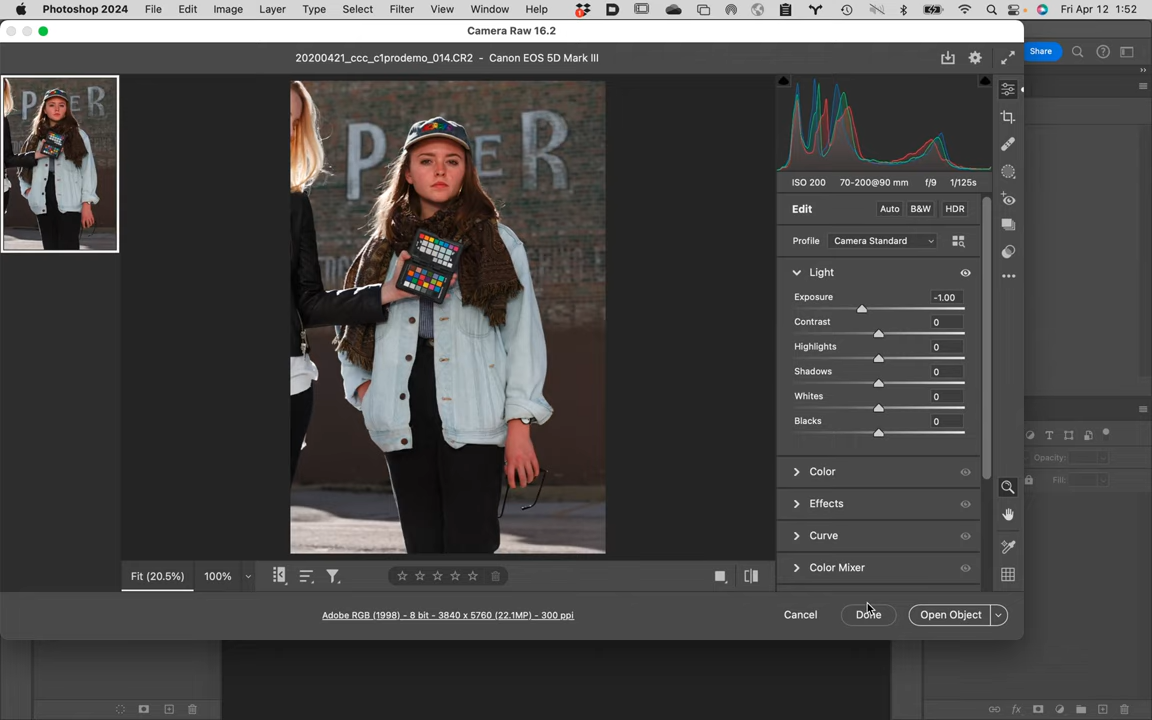 Photoshop 2024 File Edit Image Layer Type Select Filter View Window Help Fri Apr 12 1:52
Camera Raw 16.2
Share
20200421_ccc_c1prodemo_014.CR2 - Canon EOS 5D Mark III
ISO 200 70-200@90 mm f/9 1/125s
Edit Auto B&W HDR
Profile Camera Standard
Light
Exposure -1.00
Contrast 0
Highlights 0
Shadows 0
Whites 0
Blacks 0
Opacity:
Color
Fill:
Effects
Curve
Color Mixer
Fit (20.5%) 100%
Adobe RGB (1998) - 8 bit - 3840 x 5760 (22.1MP) - 300 ppi
Cancel Done Open Object
fx